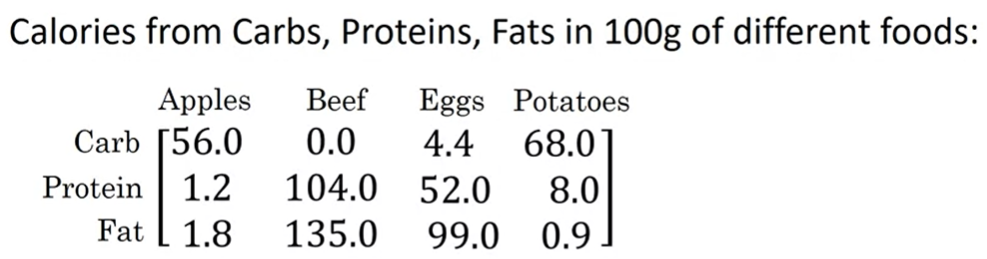 Calories from Carbs, Proteins, Fats in 100g of different foods:
Apples Beef Eggs Potatoes
Carb 56.0 0.0 4.4 68.0
Protein 1.2 104.0 52.0 8.0
Fat 1.8 135.0 99.0 0.9